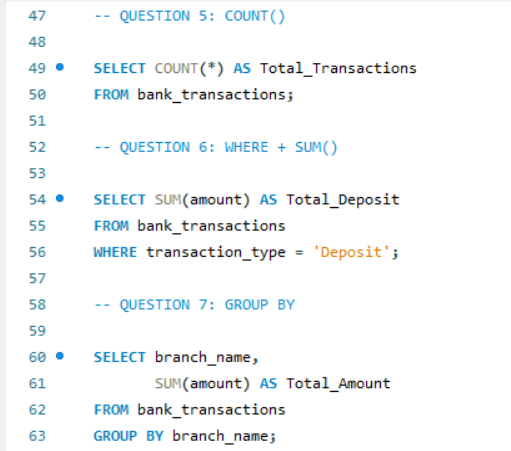 47 -- QUESTION 5: COUNT()
48
49 SELECT COUNT(*) AS Total_Transactions
50 FROM bank_transactions;
51
52 -- QUESTION 6: WHERE + SUM()
53
54 SELECT SUM(amount) AS Total_Deposit
55 FROM bank_transactions
56 WHERE transaction_type = 'Deposit';
57
58 -- QUESTION 7: GROUP BY
59
60 SELECT branch_name,
61 SUM(amount) AS Total_Amount
62 FROM bank_transactions
63 GROUP BY branch_name;